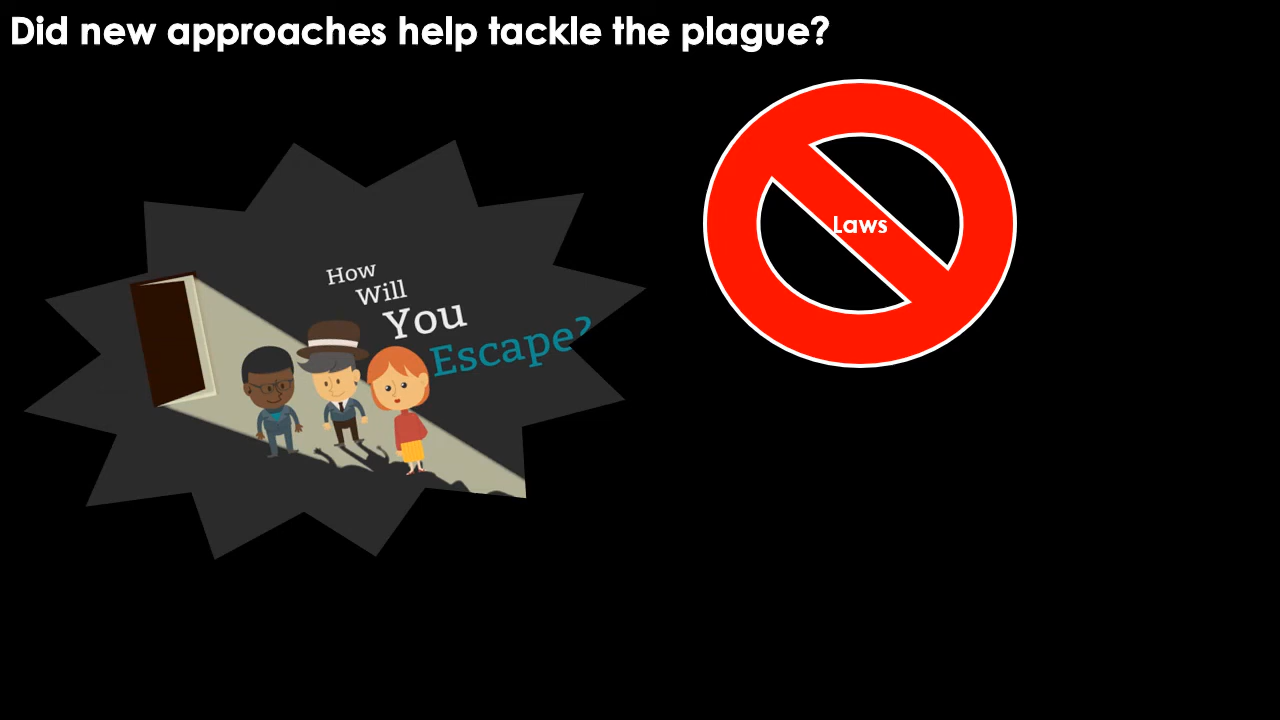 Did new approaches help tackle the plague?
Laws
How
Will
You
Escape?